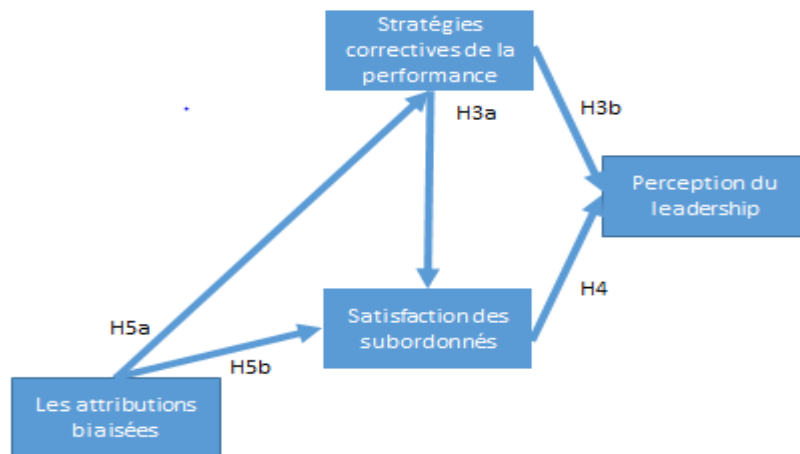 Stratégies
correctives de la
performance
H3a
H3b
Perception du
leadership
H4
Satisfaction des
subordonnés
H5a
H5b
Les attributions
biaisées